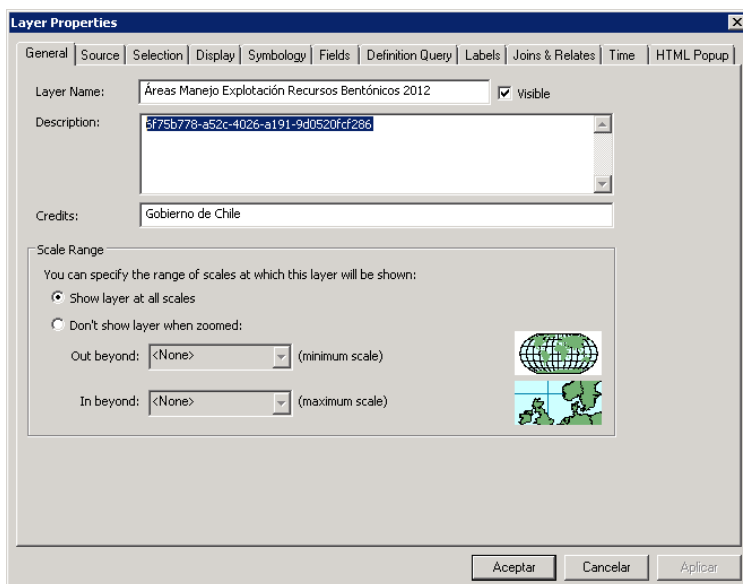 Layer Properties
General Source Selection Display Symbology Fields Definition Query Labels Joins & Relates Time HTML Popup
Layer Name: Áreas Manejo Explotación Recursos Bentónicos 2012 Visible
Description: 6f75b778-a52c-4026-a191-9d0520fcf286
Credits: Gobierno de Chile
Scale Range
You can specify the range of scales at which this layer will be shown:
Show layer at all scales
Don't show layer when zoomed:
Out beyond: <None> (minimum scale)
In beyond: <None> (maximum scale)
Aceptar Cancelar Aplicar